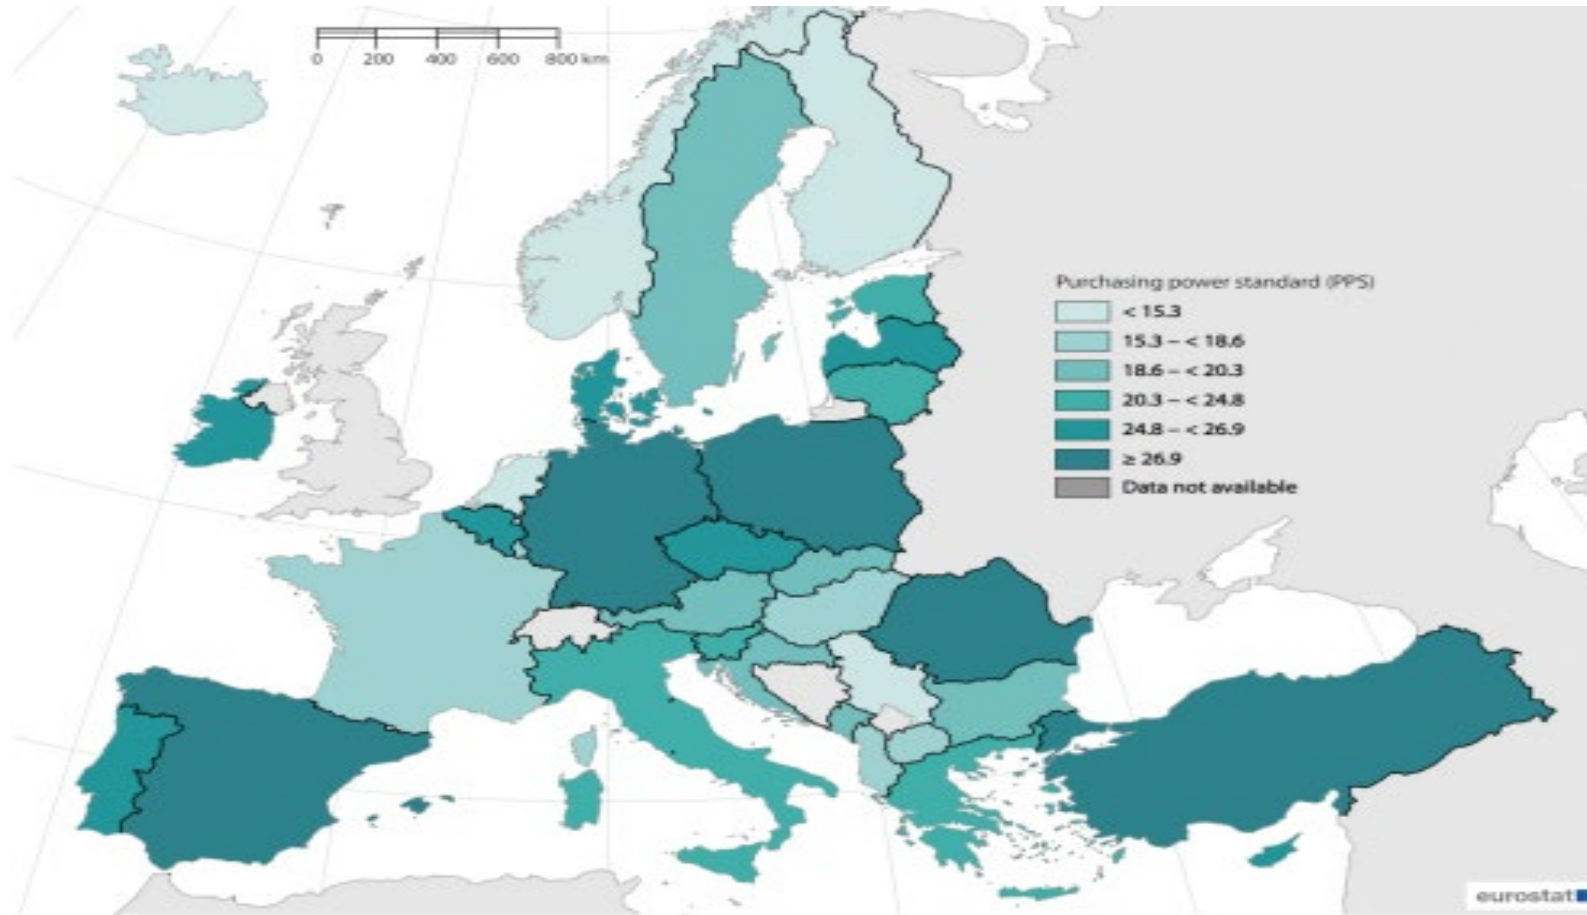 0 200 400 600 800 km
Purchasing power standard (PPS)
< 15.3
15.3 – < 18.6
18.6 – < 20.3
20.3 – < 24.8
24.8 – < 26.9
≥ 26.9
Data not available
eurostat